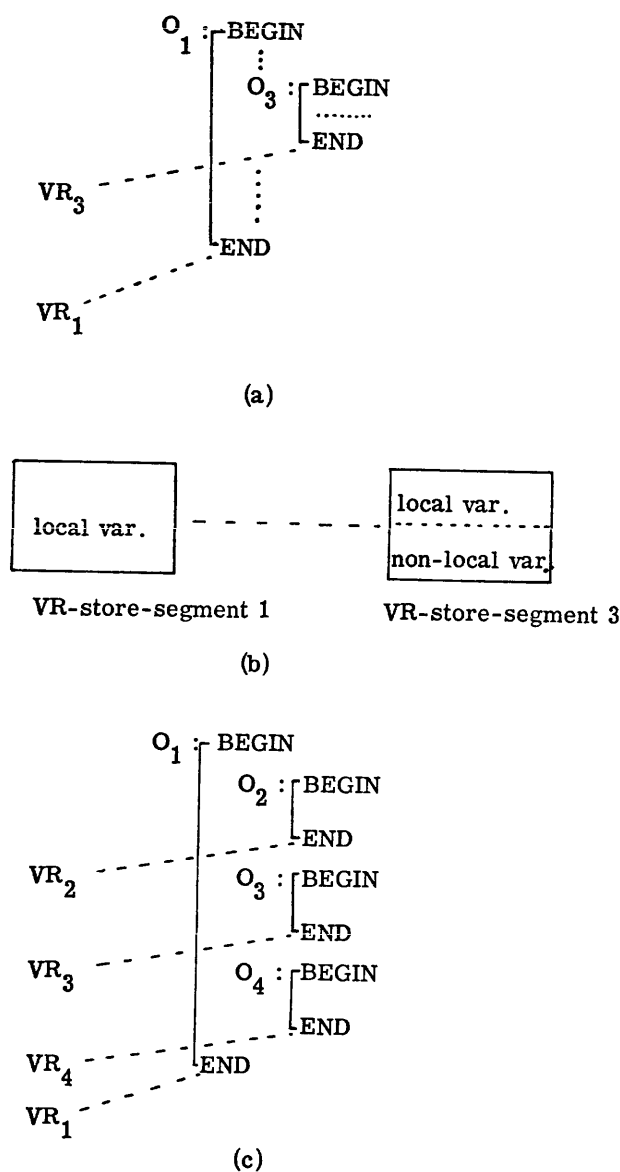 O1 : BEGIN
O3 : BEGIN
END
VR3
END
VR1
(a)
local var.
local var.
non-local var.
VR-store-segment 1
VR-store-segment 3
(b)
O1 : BEGIN
O2 : BEGIN
END
VR2
O3 : BEGIN
END
VR3
O4 : BEGIN
END
VR4
END
VR1
(c)